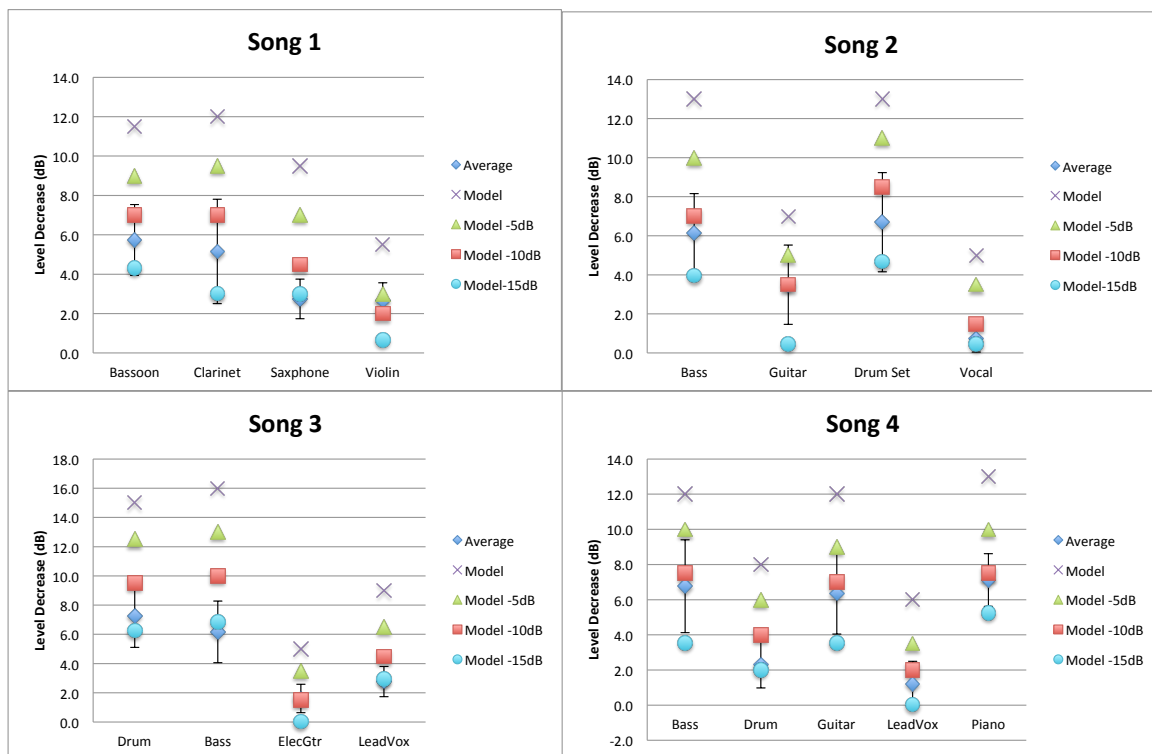 Song 1
14.0
12.0
10.0
8.0
6.0
4.0
2.0
0.0
Level Decrease (dB)
Bassoon Clarinet Saxphone Violin
Average
Model
Model -5dB
Model -10dB
Model-15dB
Song 2
14.0
12.0
10.0
8.0
6.0
4.0
2.0
0.0
Level Decrease (dB)
Bass Guitar Drum Set Vocal
Average
Model
Model -5dB
Model -10dB
Model-15dB
Song 3
18.0
16.0
14.0
12.0
10.0
8.0
6.0
4.0
2.0
0.0
Level Decrease (dB)
Drum Bass ElecGtr LeadVox
Average
Model
Model -5dB
Model -10dB
Model -15dB
Song 4
14.0
12.0
10.0
8.0
6.0
4.0
2.0
0.0
-2.0
Level Decrease (dB)
Bass Drum Guitar LeadVox Piano
Average
Model
Model -5dB
Model -10dB
Model -15dB